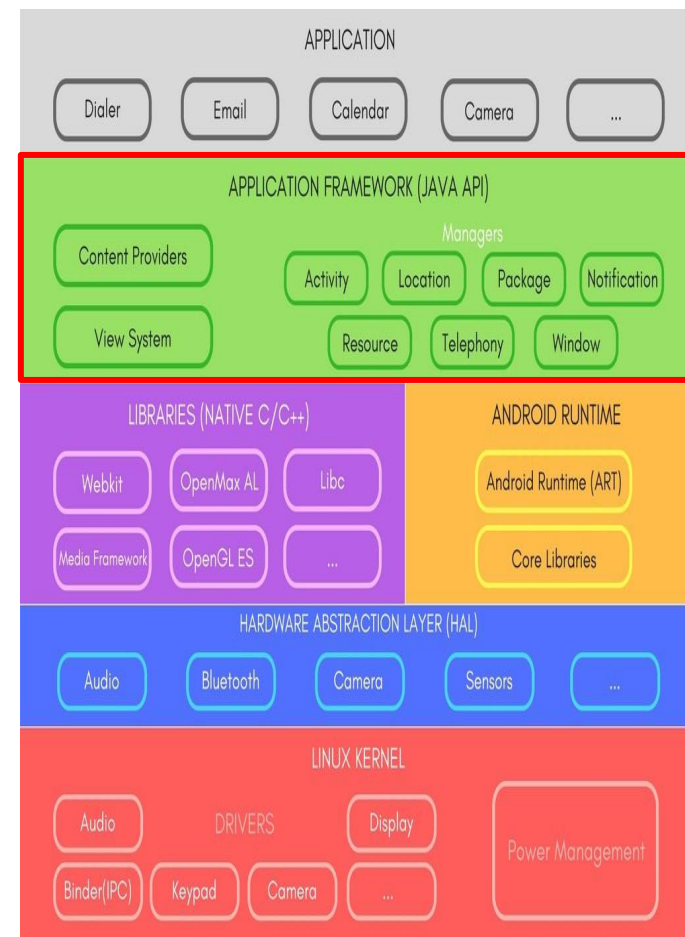 APPLICATION
Dialer Email Calendar Camera ...
APPLICATION FRAMEWORK (JAVA API)
Managers
Content Providers
Activity Location Package Notification
View System
Resource Telephony Window
LIBRARIES (NATIVE C/C++)
Webkit OpenMax AL Libc
Media Framework OpenGL ES ...
ANDROID RUNTIME
Android Runtime (ART)
Core Libraries
HARDWARE ABSTRACTION LAYER (HAL)
Audio Bluetooth Camera Sensors ...
LINUX KERNEL
Audio DRIVERS Display
Binder(IPC) Keypad Camera ...
Power Management